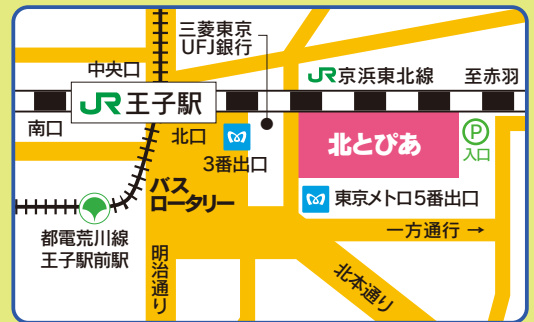 三菱東京
UFJ銀行
中央口
JR京浜東北線
至赤羽
JR王子駅
南口
北口
3番出口
北とぴあ
P
入口
バス
ロータリー
東京メトロ5番出口
一方通行 →
都電荒川線
王子駅前駅
明治通り
北本通り